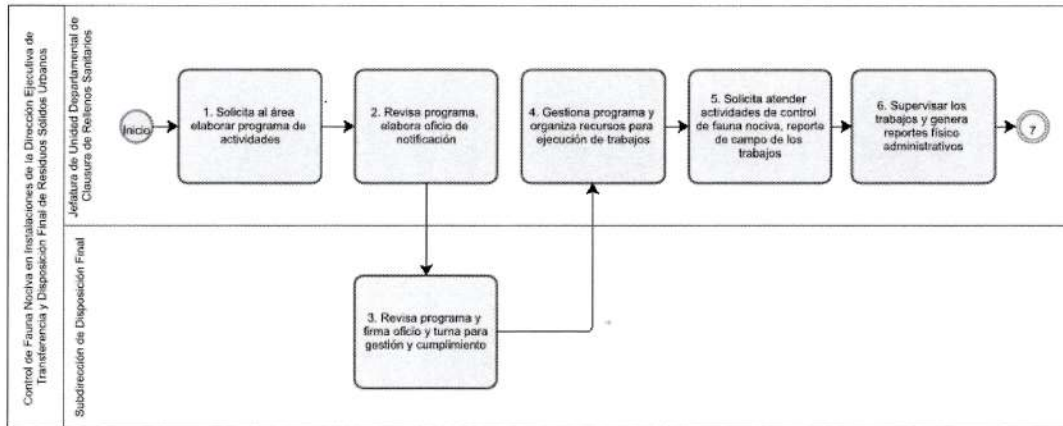 Control de Fauna Nociva en Instalaciones de la Dirección Ejecutiva de
Transferencia y Disposición Final de Residuos Sólidos Urbanos
Jefatura de Unidad Departamental de
Clausura de Rellenos Sanitarios
Inicio
1. Solicita al área
elaborar programa de
actividades
2. Revisa programa,
elabora oficio de
notificación
4. Gestiona programa y
organiza recursos para
ejecución de trabajos
5. Solicita atender
actividades de control
de fauna nociva, reporte
de campo de los
trabajos
6. Supervisar los
trabajos y genera
reportes físico
administrativos
7
Subdirección de Disposición Final
3. Revisa programa y
firma oficio y turna para
gestión y cumplimiento